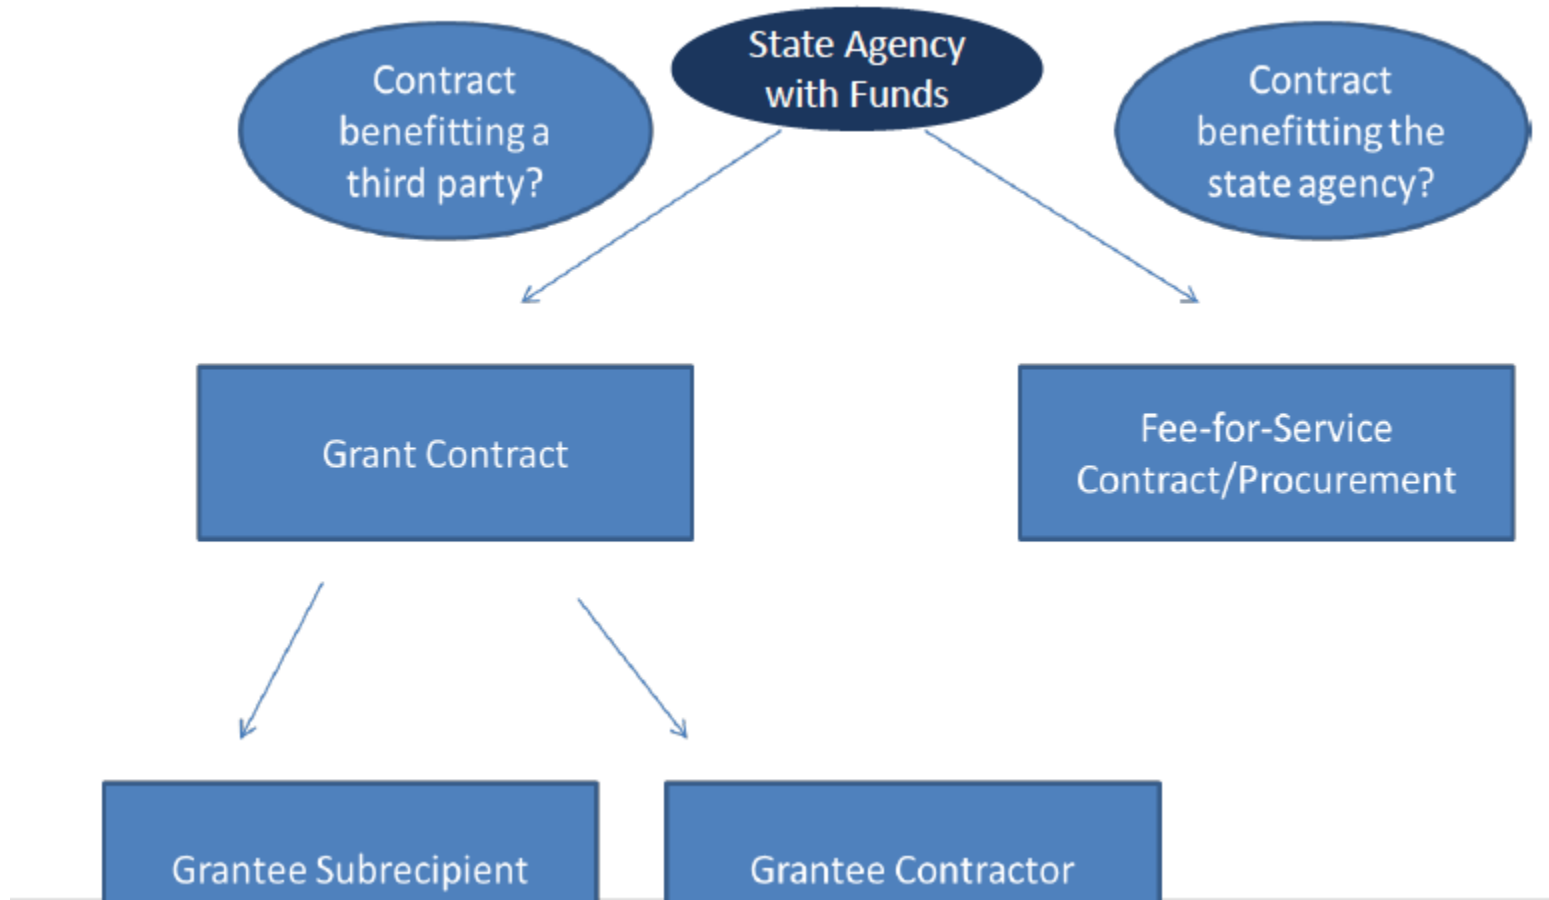 State Agency
with Funds
Contract
benefitting a
third party?
Contract
benefitting the
state agency?
Grant Contract
Fee-for-Service
Contract/Procurement
Grantee Subrecipient
Grantee Contractor